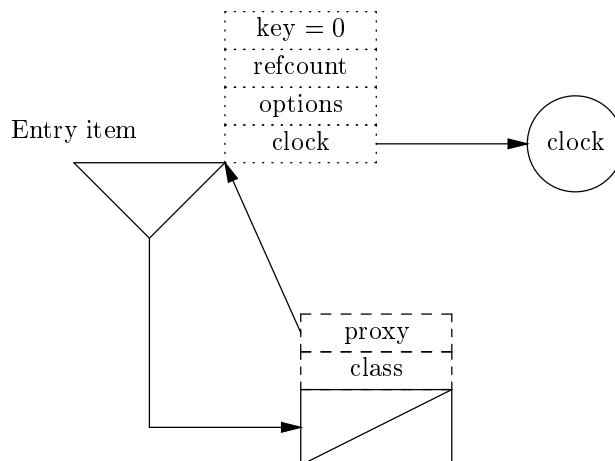 key = 0
refcount
options
Entry item
clock
clock
proxy
class